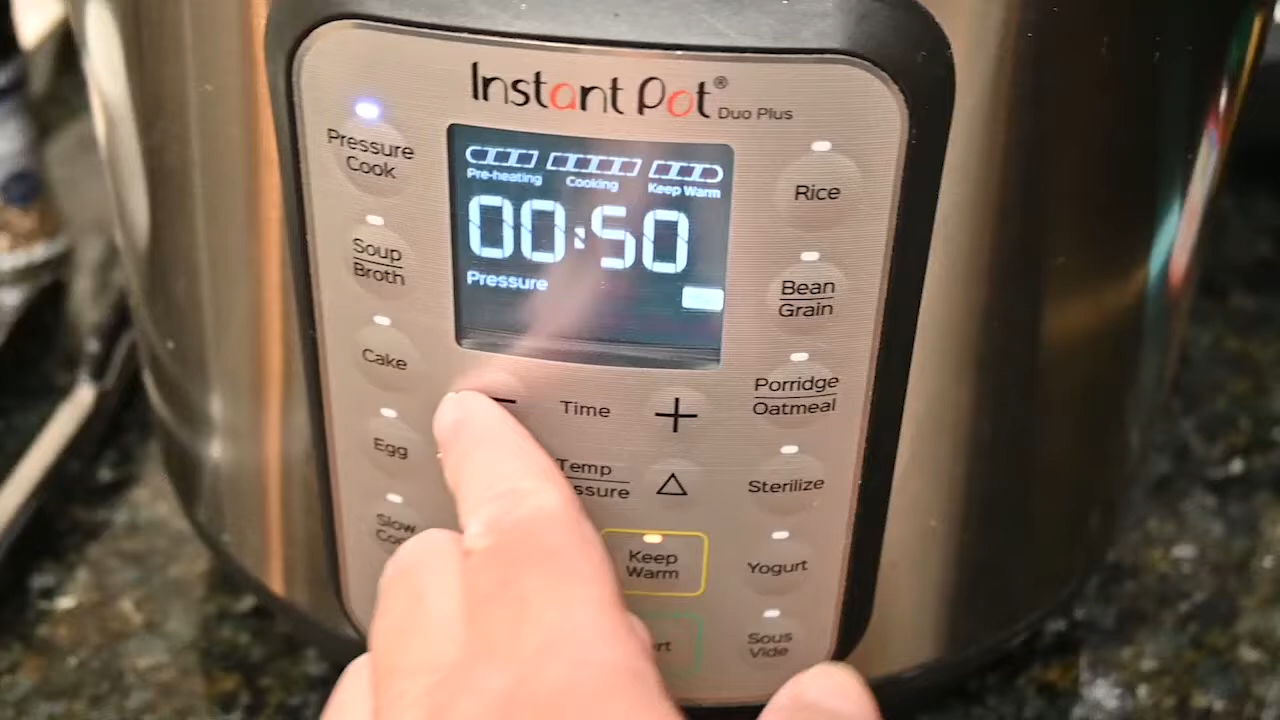 Instant Pot® Duo Plus
Pressure
Cook
Soup
Broth
Cake
Egg
Slow
Pre-heating Cooking Keep Warm
00:50
Pressure
− Time +
Temp
Keep
Warm
Rice
Bean
Grain
Porridge
Oatmeal
Sterilize
Yogurt
Sous
Vide